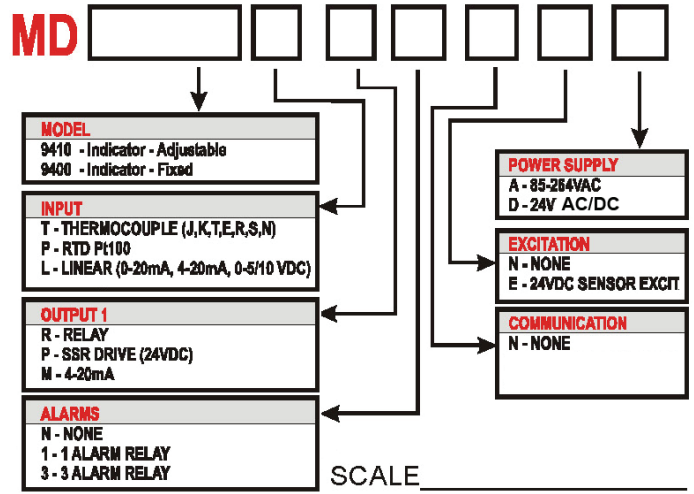 MD
MODEL
9410 - Indicator - Adjustable
9400 - Indicator - Fixed
INPUT
T - THERMOCOUPLE (J,K,T,E,R,S,N)
P - RTD Pt100
L - LINEAR (0-20mA, 4-20mA, 0-5/10 VDC)
OUTPUT 1
R - RELAY
P - SSR DRIVE (24VDC)
M - 4-20mA
ALARMS
N - NONE
1 - 1 ALARM RELAY
3 - 3 ALARM RELAY
POWER SUPPLY
A - 85-264VAC
D - 24V AC/DC
EXCITATION
N - NONE
E - 24VDC SENSOR EXCIT
COMMUNICATION
N - NONE
SCALE